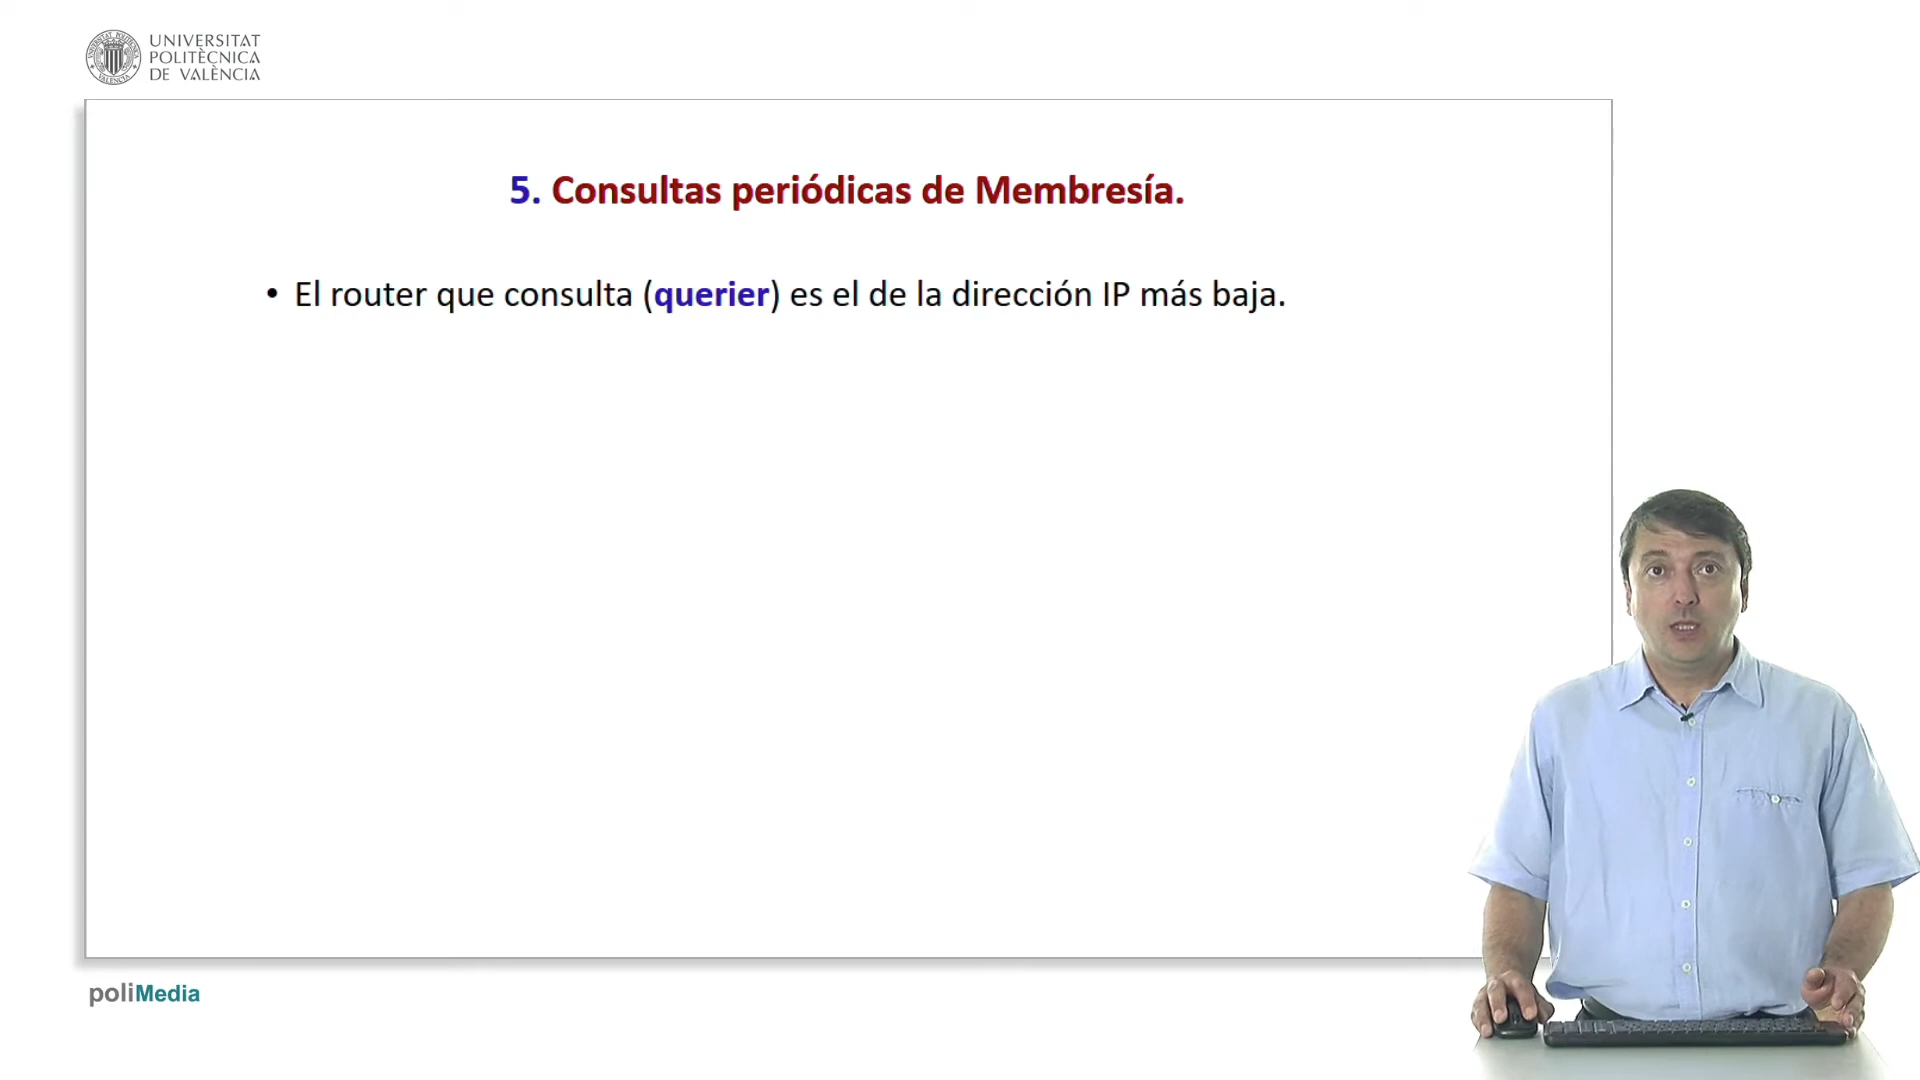 UNIVERSITAT
POLITÈCNICA
DE VALÈNCIA
5. Consultas periódicas de Membresía.
• El router que consulta (querier) es el de la dirección IP más baja.
poliMedia